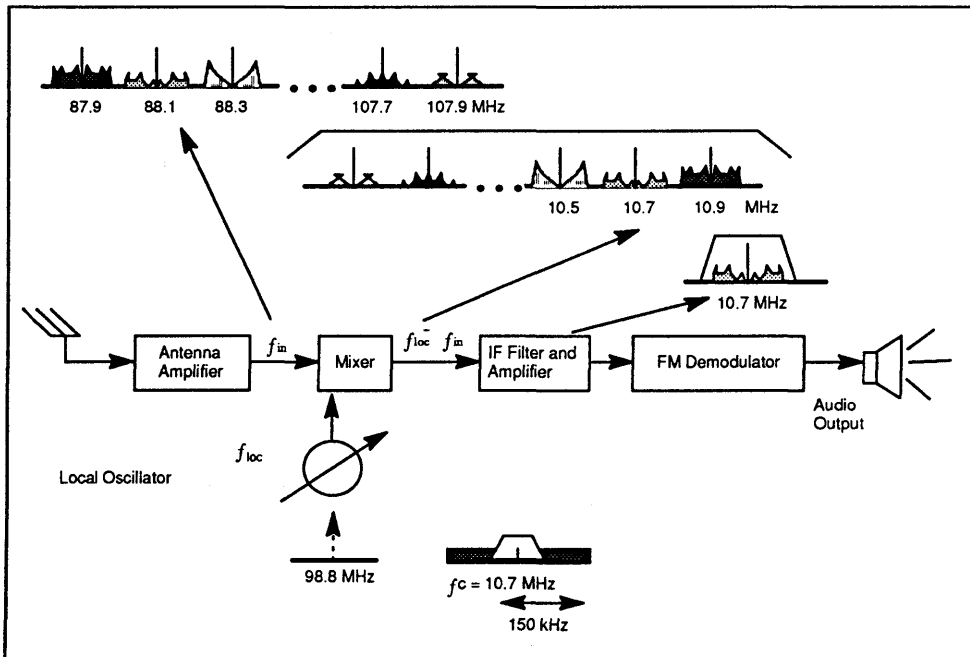 87.9 88.1 88.3 107.7 107.9 MHz
10.5 10.7 10.9 MHz
10.7 MHz
Antenna
Amplifier
fin
Mixer
floc - fin
IF Filter and
Amplifier
FM Demodulator
Audio
Output
floc
Local Oscillator
98.8 MHz
fc = 10.7 MHz
150 kHz